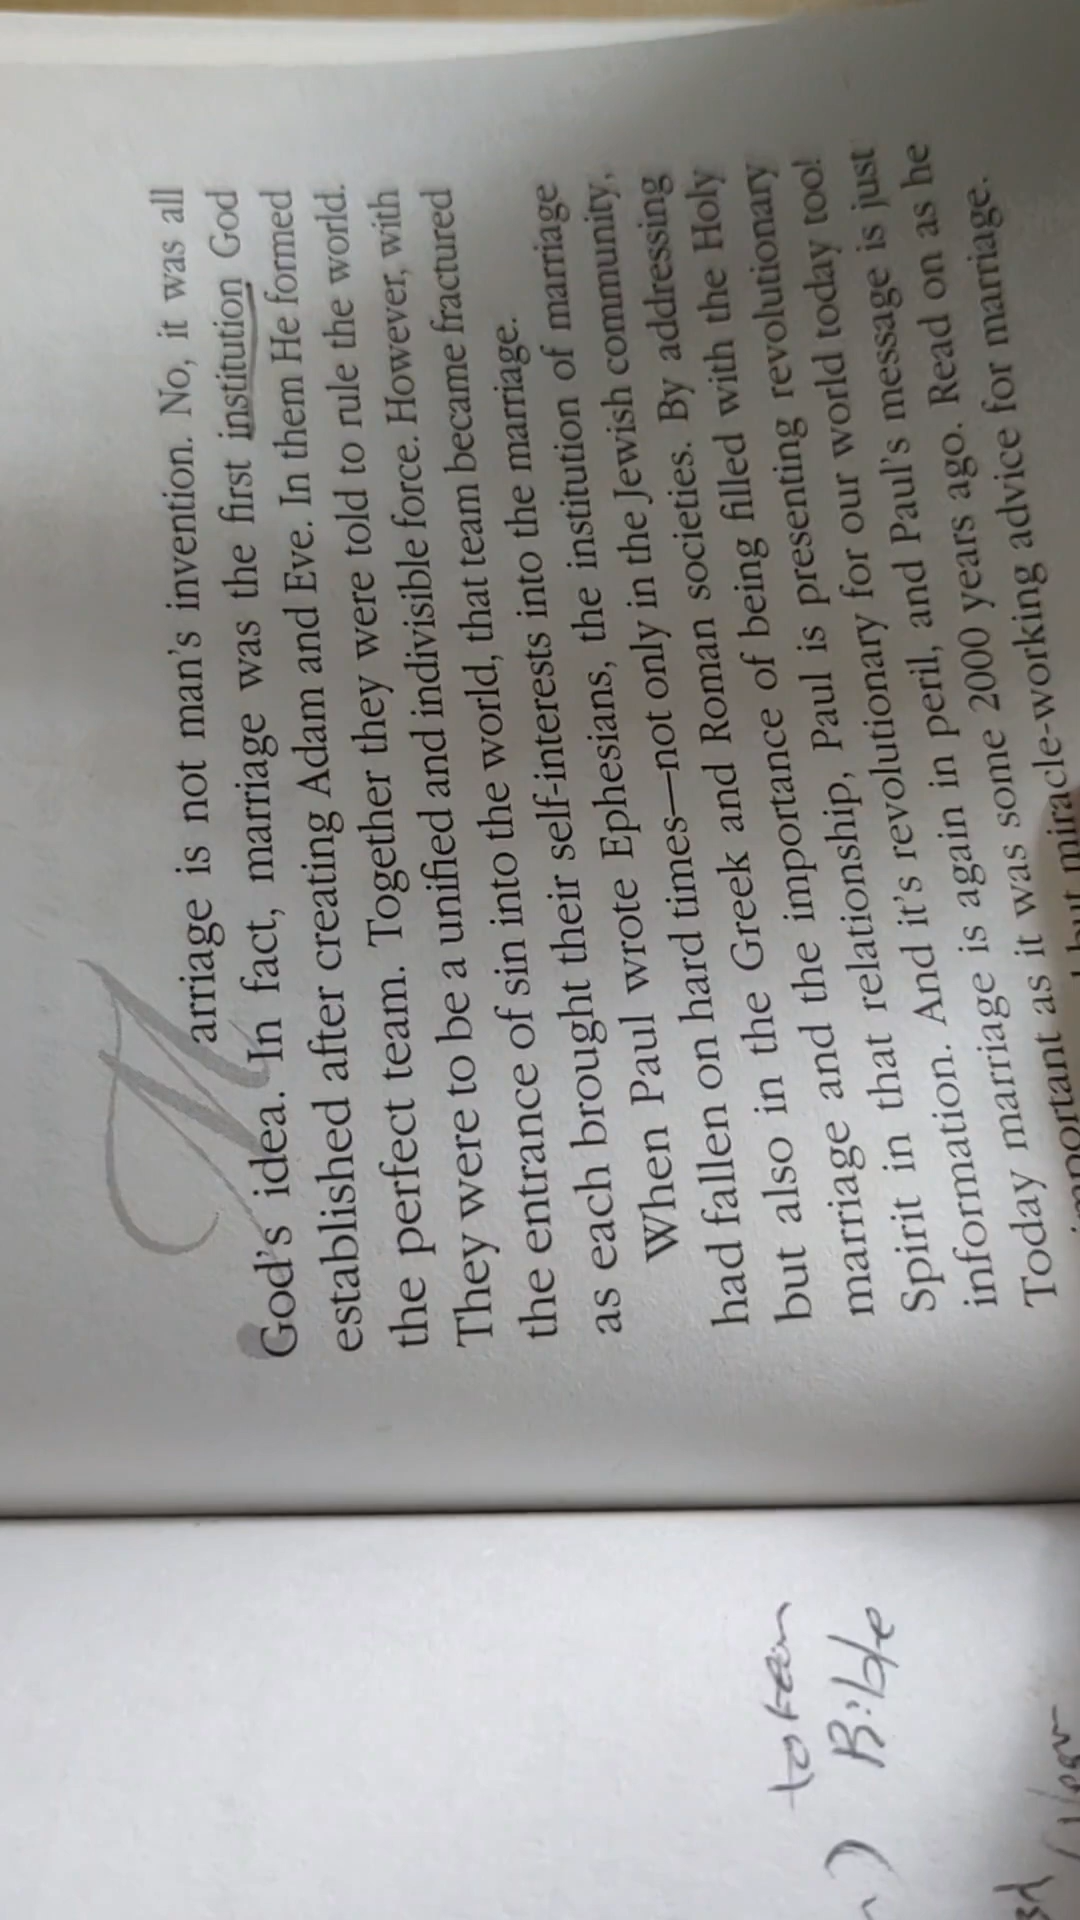 Marriage is not man's invention. No, it was all
God's idea. In fact, marriage was the first institution God
established after creating Adam and Eve. In them He formed
the perfect team. Together they were told to rule the world.
They were to be a unified and indivisible force. However, with
the entrance of sin into the world, that team became fractured
as each brought their self-interests into the marriage.
When Paul wrote Ephesians, the institution of marriage
had fallen on hard times—not only in the Jewish community,
but also in the Greek and Roman societies. By addressing
marriage and the importance of being filled with the Holy
Spirit in that relationship, Paul is presenting revolutionary
information. And it's revolutionary for our world today too!
Today marriage is again in peril, and Paul's message is just
important as it was some 2000 years ago. Read on as he
but miracle-working advice for marriage.
token
Bible